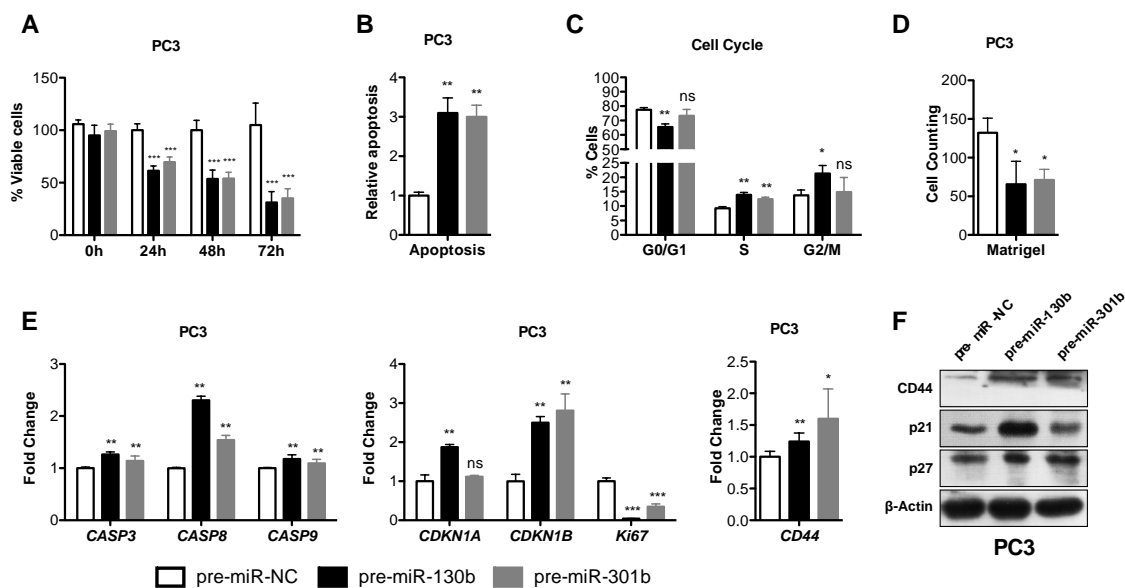 A
B
C
D
PC3
PC3
Cell Cycle
PC3
% Viable cells
150
100
50
0
***
***
***
***
***
***
0h
24h
48h
72h
Relative apoptosis
4
3
2
1
0
**
**
Apoptosis
% Cells
100
90
80
70
60
50
25
20
15
10
5
0
**
ns
**
**
*
ns
G0/G1
S
G2/M
Cell Counting
200
150
100
50
0
*
*
Matrigel
E
PC3
Fold Change
3
2
1
0
**
**
**
**
**
**
CASP3
CASP8
CASP9
PC3
Fold Change
4
3
2
1
0
**
ns
**
**
***
***
CDKN1A
CDKN1B
Ki67
PC3
Fold Change
2.5
2.0
1.5
1.0
0.5
0.0
**
*
CD44
F
pre- miR-NC
pre-miR-130b
pre-miR-301b
CD44
p21
p27
β-Actin
PC3
pre-miR-NC
pre-miR-130b
pre-miR-301b